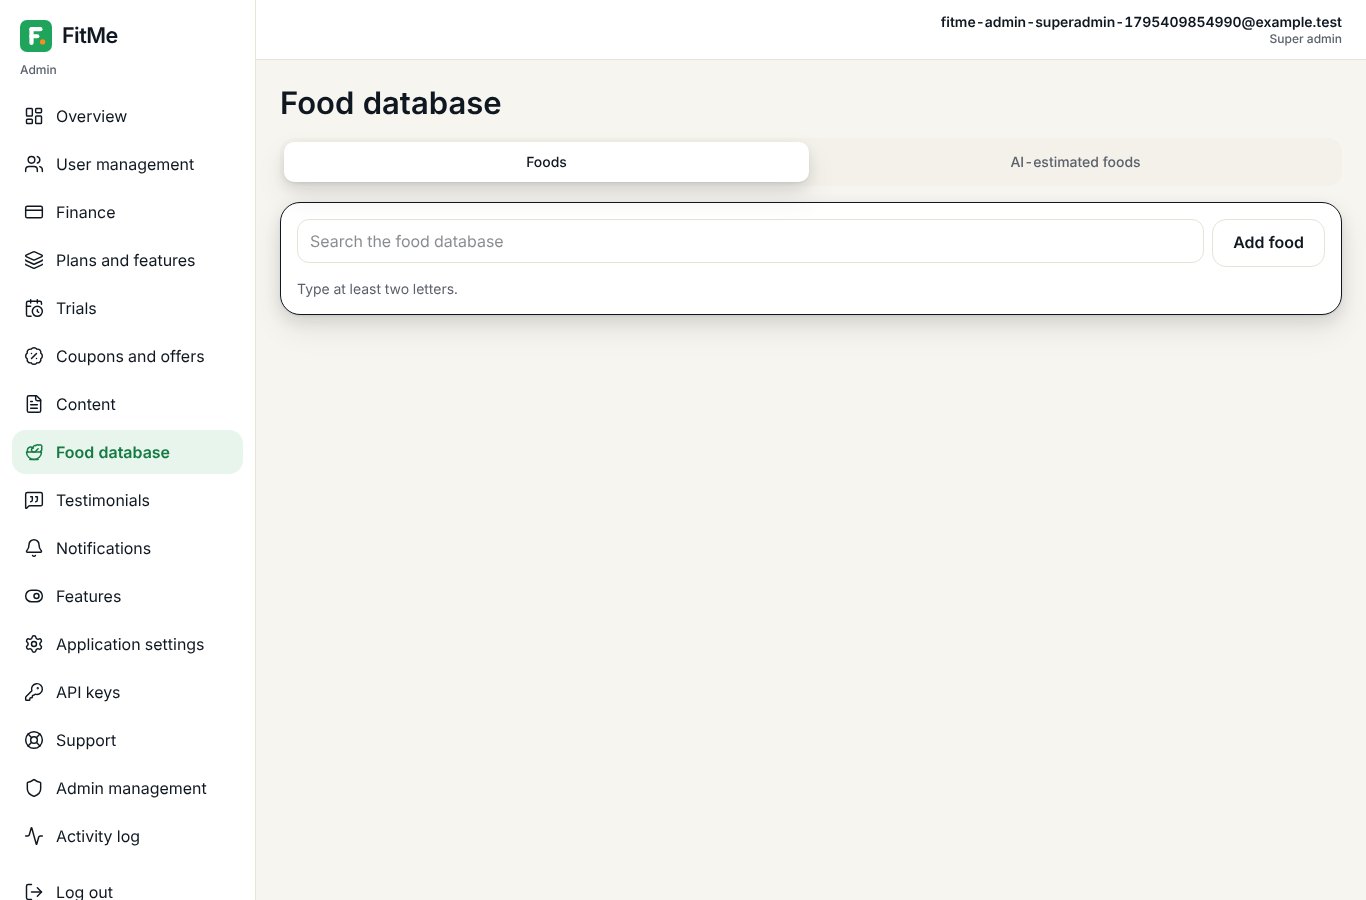 FitMe
Admin
Overview
User management
Finance
Plans and features
Trials
Coupons and offers
Content
Food database
Testimonials
Notifications
Features
Application settings
API keys
Support
Admin management
Activity log
Log out
fitme-admin-superadmin-1795409854990@example.test
Super admin
Food database
Foods
AI-estimated foods
Search the food database
Add food
Type at least two letters.